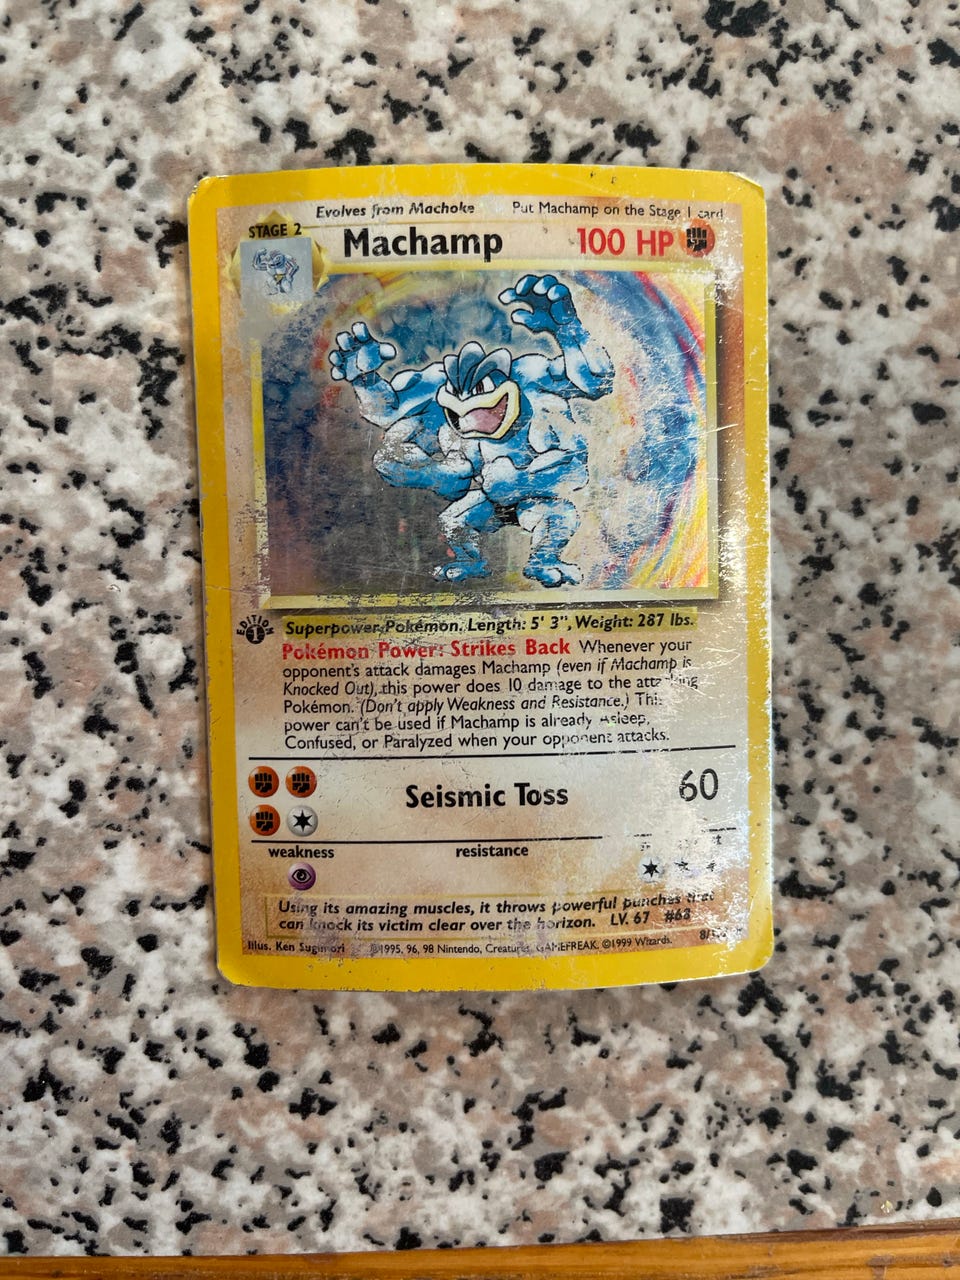 Evolves from Machoke Put Machamp on the Stage 1 card
STAGE 2
Machamp 100 HP
EDITION
1
Superpower Pokémon. Length: 5' 3", Weight: 287 lbs.
Pokémon Power: Strikes Back Whenever your
opponent's attack damages Machamp (even if Machamp is
Knocked Out), this power does 10 damage to the attacking
Pokémon. (Don't apply Weakness and Resistance.) This
power can't be used if Machamp is already Asleep,
Confused, or Paralyzed when your opponent attacks.
Seismic Toss 60
weakness resistance
Using its amazing muscles, it throws powerful punches that
can knock its victim clear over the horizon. LV. 67 #68
Illus. Ken Sugimori ©1995, 96, 98 Nintendo, Creatures, GAMEFREAK. ©1999 Wizards.